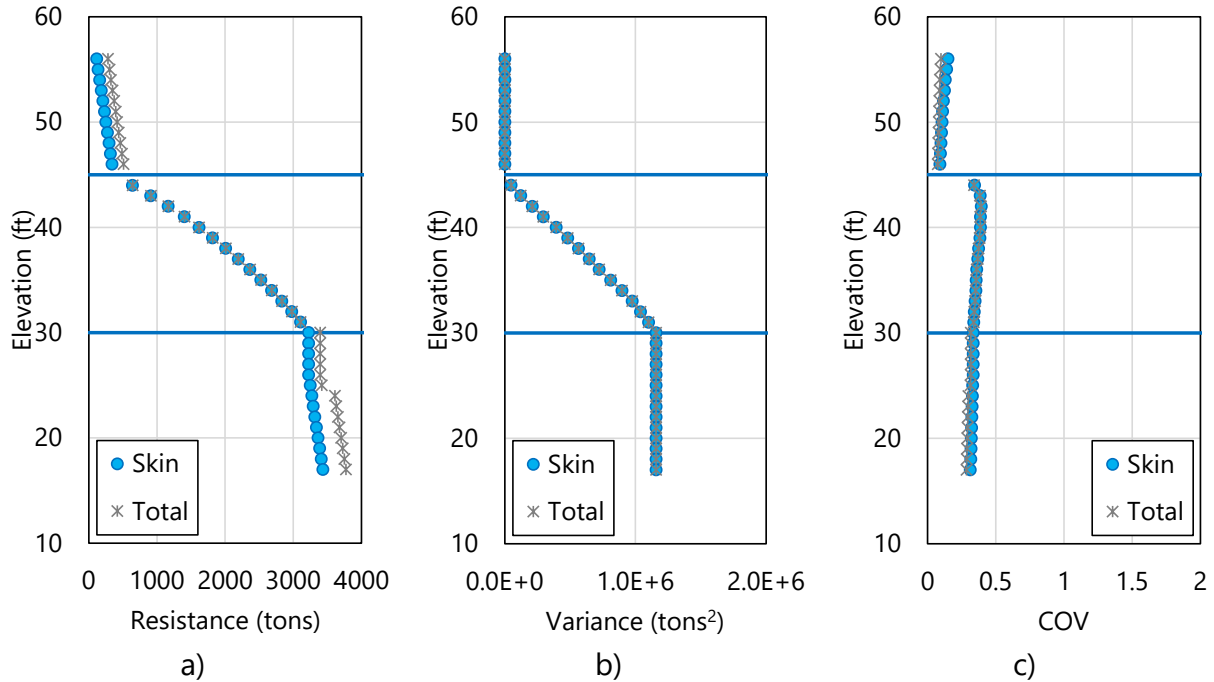 60
50
40
30
20
10
Elevation (ft)
Skin
Total
0 1000 2000 3000 4000
Resistance (tons)
a)
60
50
40
30
20
10
Elevation (ft)
Skin
Total
0.0E+0 1.0E+6 2.0E+6
Variance (tons²)
b)
60
50
40
30
20
10
Elevation (ft)
Skin
Total
0 0.5 1 1.5 2
COV
c)